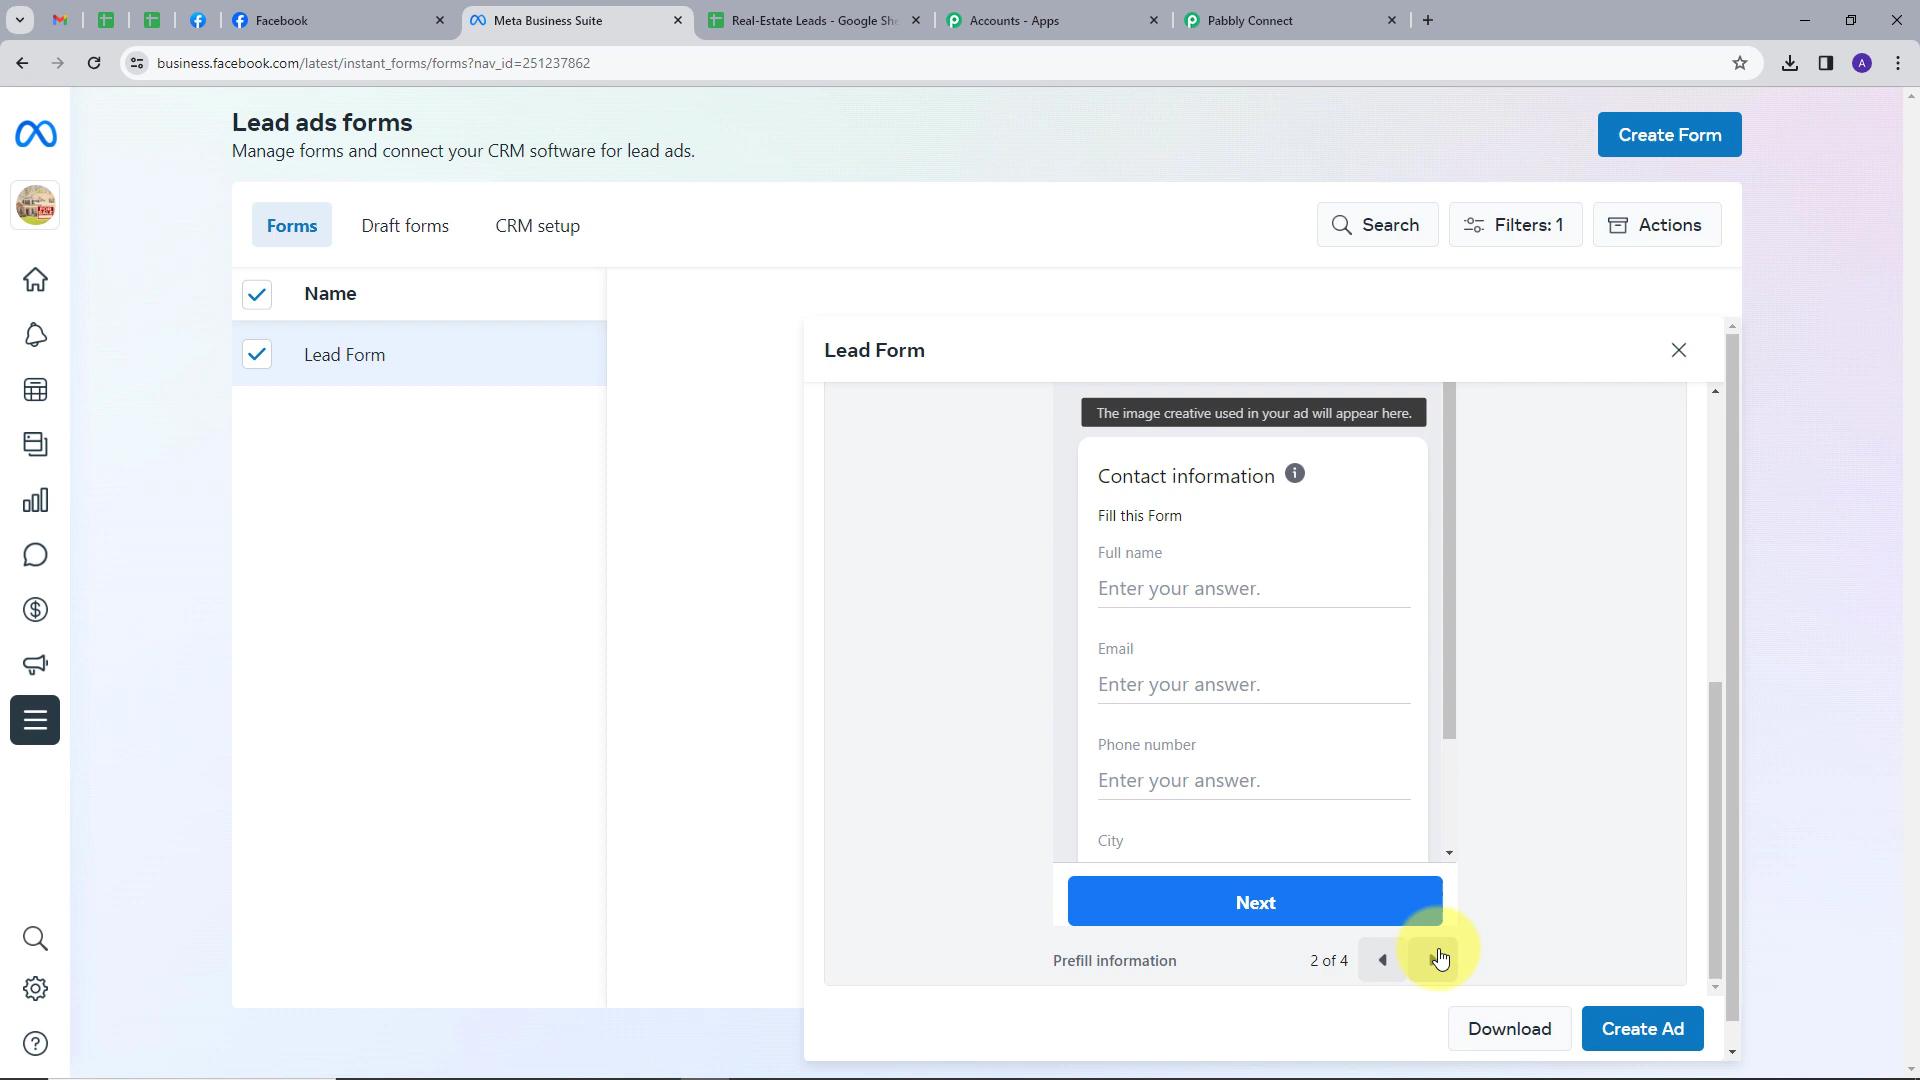 Facebook
Meta Business Suite
Real-Estate Leads - Google She
Accounts - Apps
Pabbly Connect
business.facebook.com/latest/instant_forms/forms?nav_id=251237862
A
Lead ads forms
Manage forms and connect your CRM software for lead ads.
Create Form
Forms
Draft forms
CRM setup
Search
Filters: 1
Actions
Name
Lead Form
Lead Form
The image creative used in your ad will appear here.
Contact information
Fill this Form
Full name
Enter your answer.
Email
Enter your answer.
Phone number
Enter your answer.
City
Next
Prefill information
2 of 4
Download
Create Ad